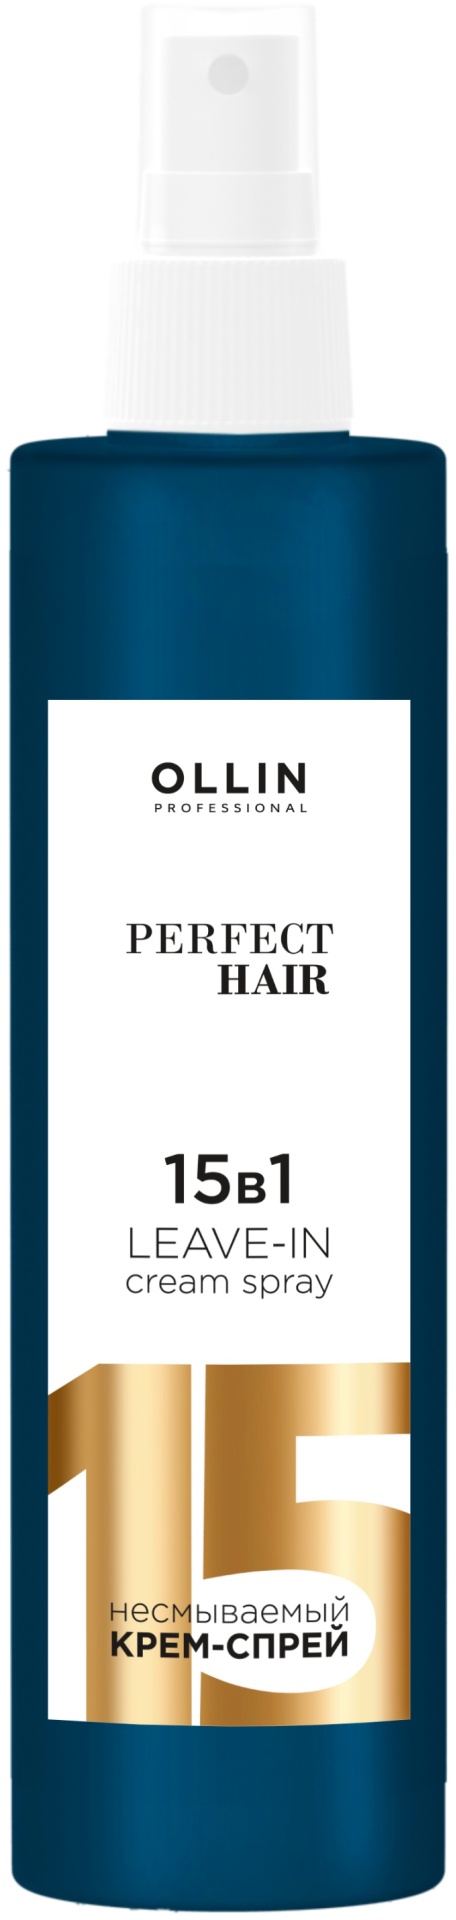 OLLIN
PROFESSIONAL
PERFECT
HAIR
15в1
LEAVE-IN
cream spray
15
несмываемый
КРЕМ-СПРЕЙ